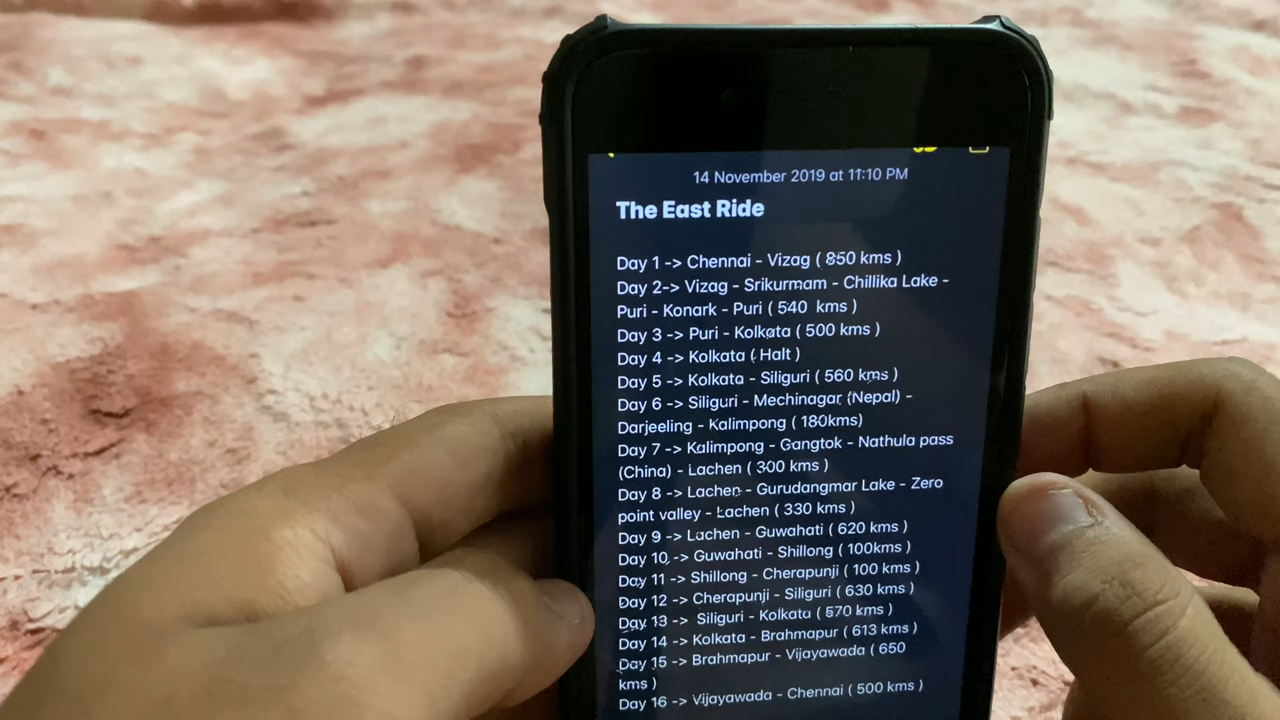 14 November 2019 at 11:10 PM
The East Ride
Day 1 -> Chennai - Vizag ( 850 kms )
Day 2-> Vizag - Srikurmam - Chillika Lake -
Puri - Konark - Puri ( 540 kms )
Day 3 -> Puri - Kolkata ( 500 kms )
Day 4 -> Kolkata ( Halt )
Day 5 -> Kolkata - Siliguri ( 560 kms )
Day 6 -> Siliguri - Mechinagar (Nepal) -
Darjeeling - Kalimpong ( 180kms)
Day 7 -> Kalimpong - Gangtok - Nathula pass
(China) - Lachen ( 300 kms )
Day 8 -> Lachen - Gurudangmar Lake - Zero
point valley - Lachen ( 330 kms )
Day 9 -> Lachen - Guwahati ( 620 kms )
Day 10 -> Guwahati - Shillong ( 100kms )
Day 11 -> Shillong - Cherapunji ( 100 kms )
Day 12 -> Cherapunji - Siliguri ( 630 kms )
Day 13 -> Siliguri - Kolkata ( 570 kms )
Day 14 -> Kolkata - Brahmapur ( 613 kms )
Day 15 -> Brahmapur - Vijayawada ( 650
kms )
Day 16 -> Vijayawada - Chennai ( 500 kms )